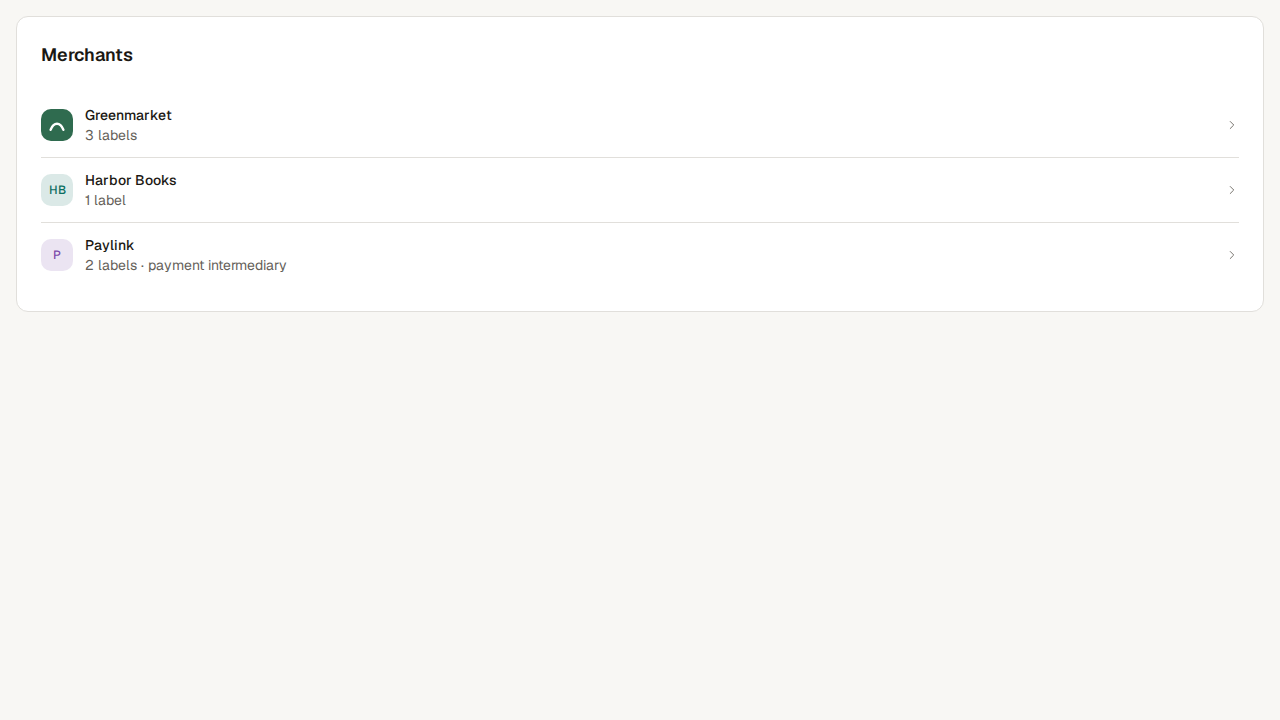 Merchants
Greenmarket
3 labels
HB
Harbor Books
1 label
P
Paylink
2 labels · payment intermediary